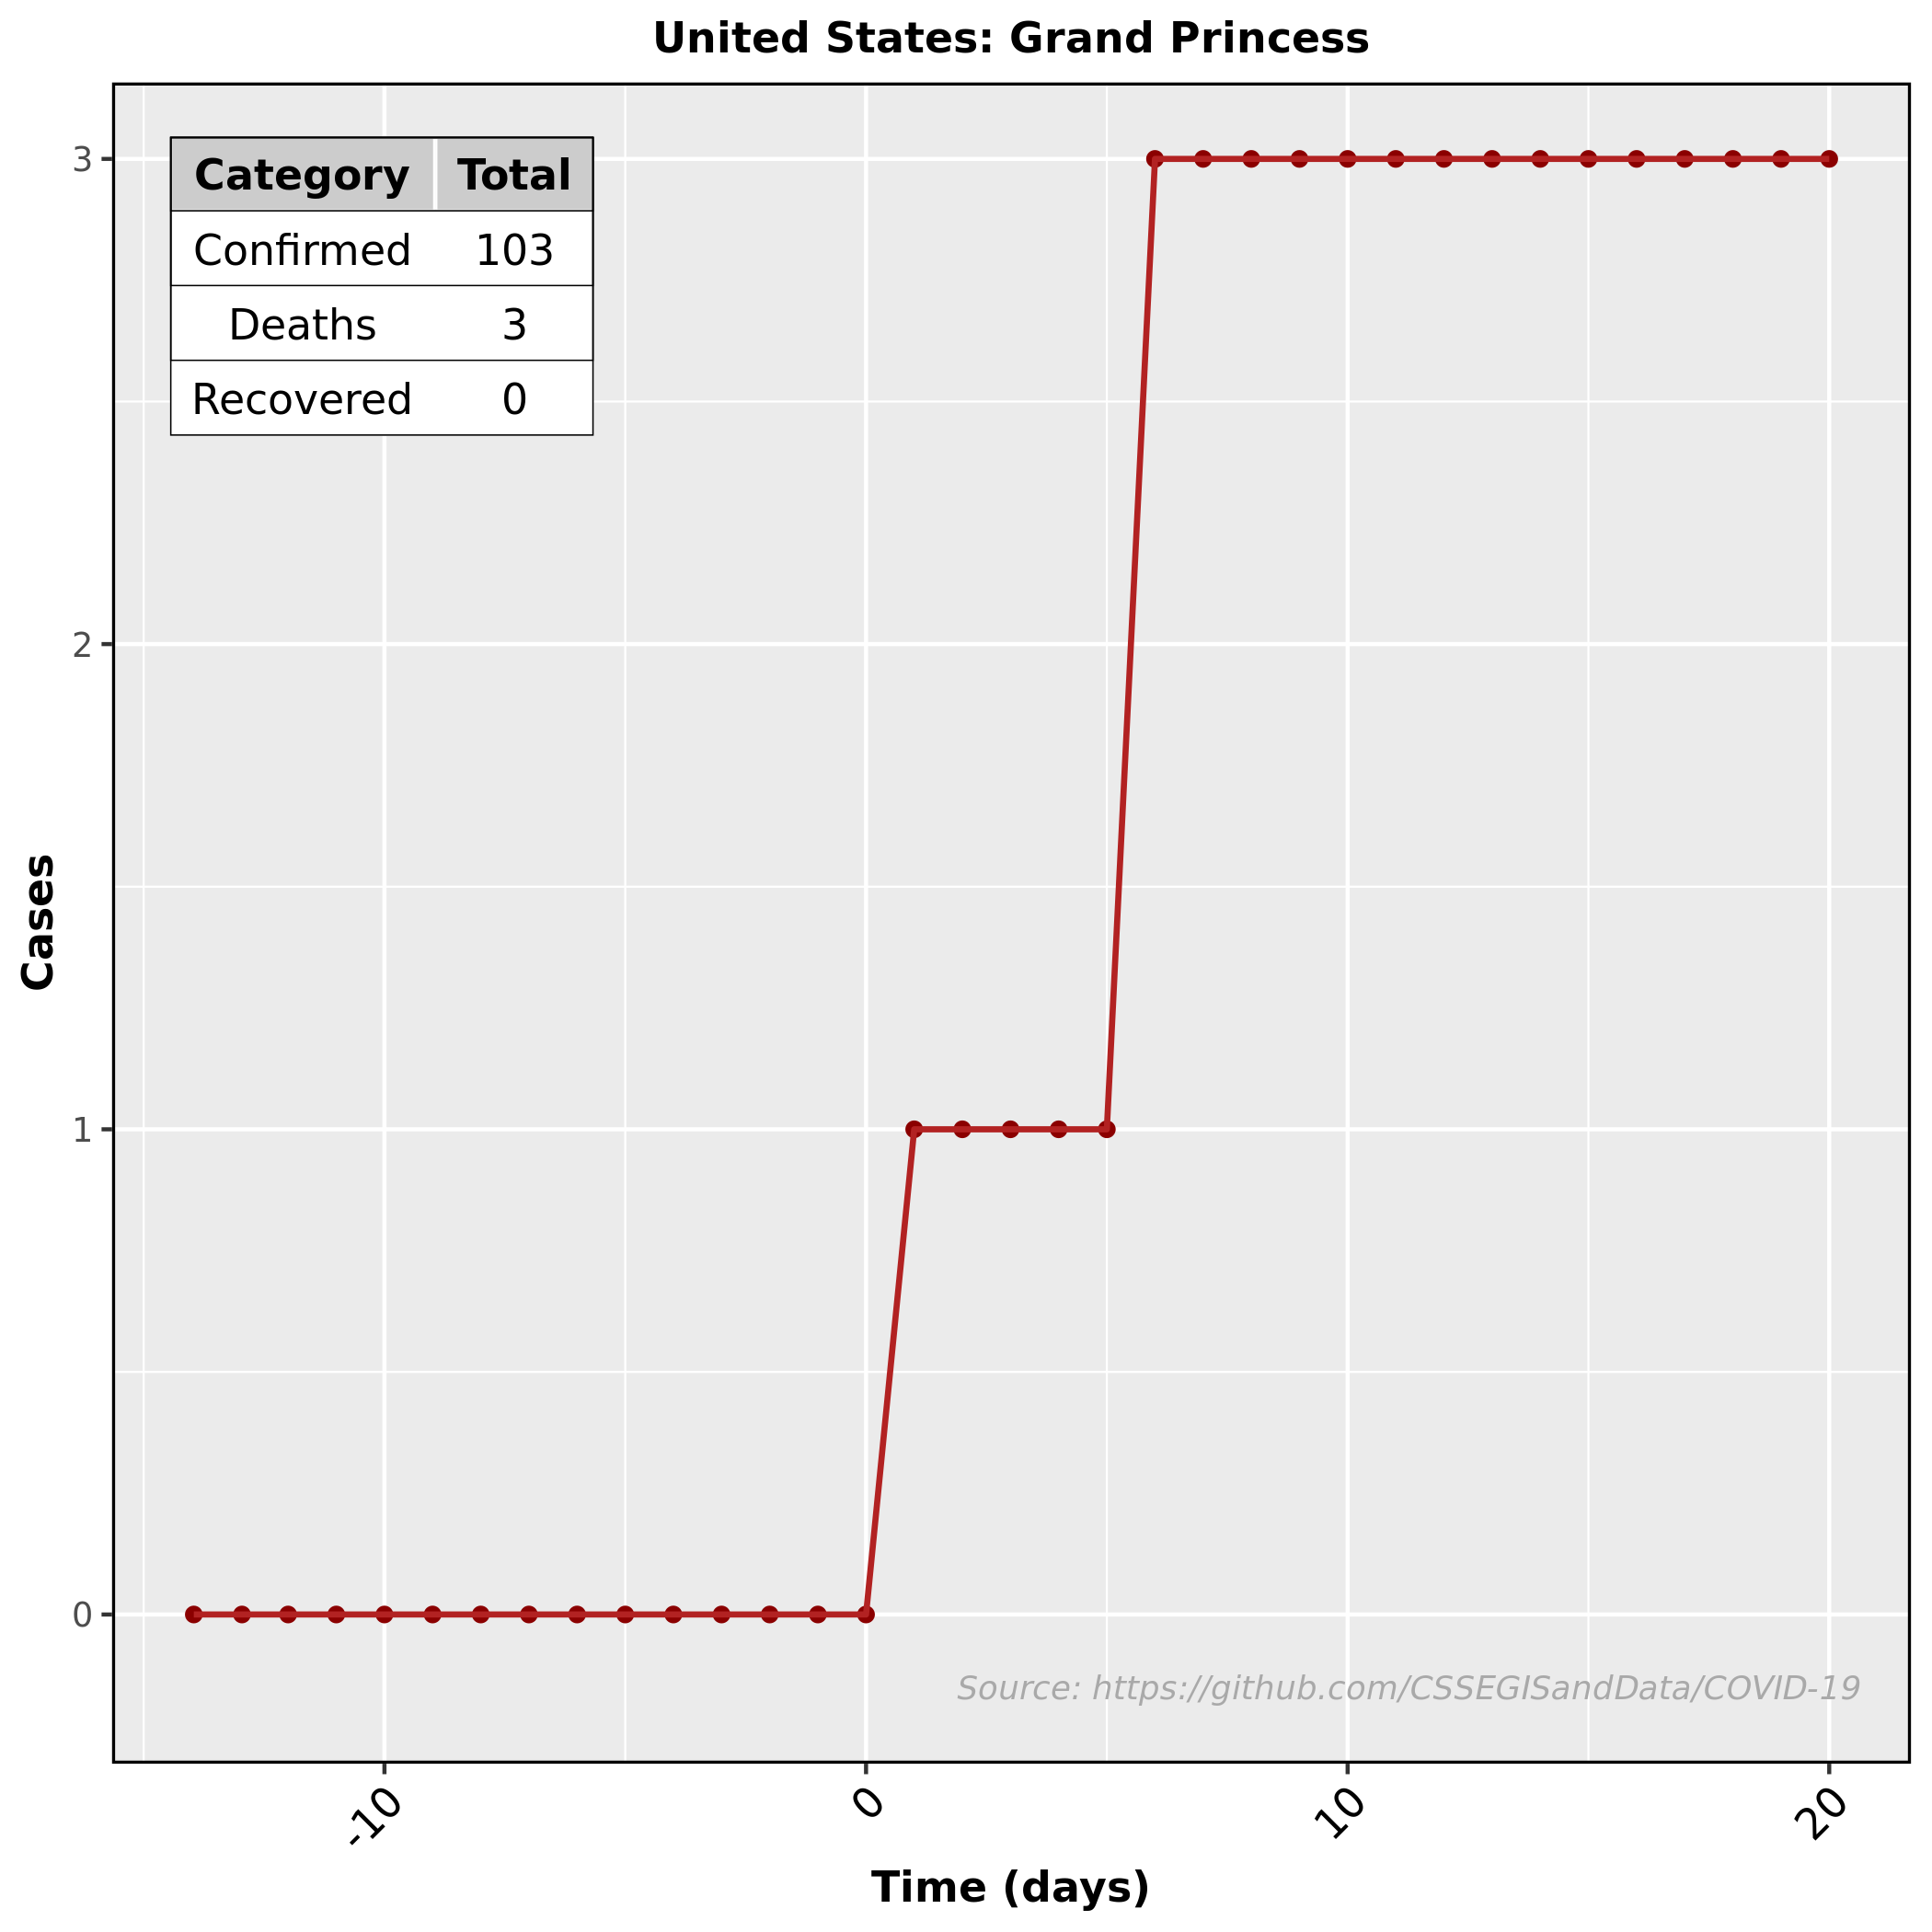 United States: Grand Princess
Category Total
Confirmed 103
Deaths 3
Recovered 0
3
2
1
0
Cases
Source: https://github.com/CSSEGISandData/COVID-19
-10 0 10 20
Time (days)